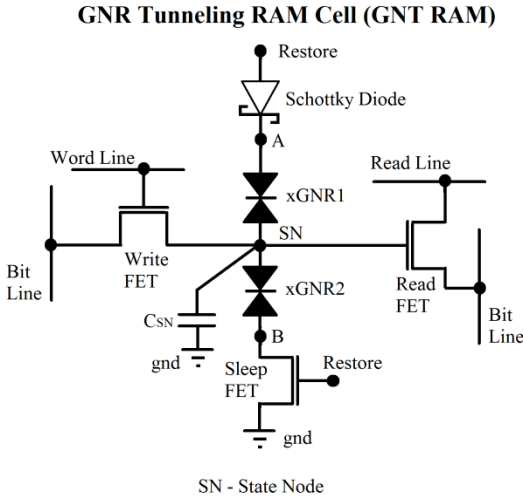 GNR Tunneling RAM Cell (GNT RAM)
Restore
Schottky Diode
A
Word Line
Read Line
xGNR1
SN
Bit
Line
Write
FET
Read
FET
Bit
Line
xGNR2
CSN
gnd
B
Sleep
FET
Restore
gnd
SN - State Node